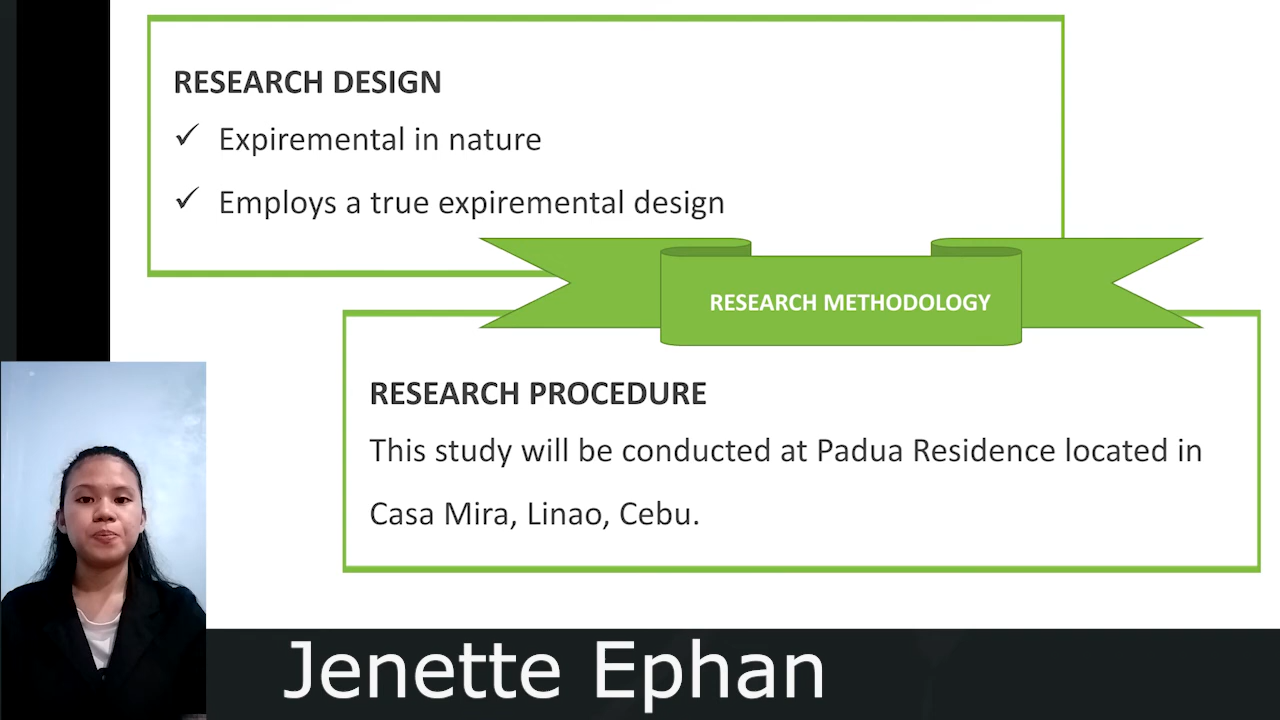 RESEARCH DESIGN
✓ Expiremental in nature
✓ Employs a true expiremental design
RESEARCH METHODOLOGY
RESEARCH PROCEDURE
This study will be conducted at Padua Residence located in
Casa Mira, Linao, Cebu.
Jenette Ephan